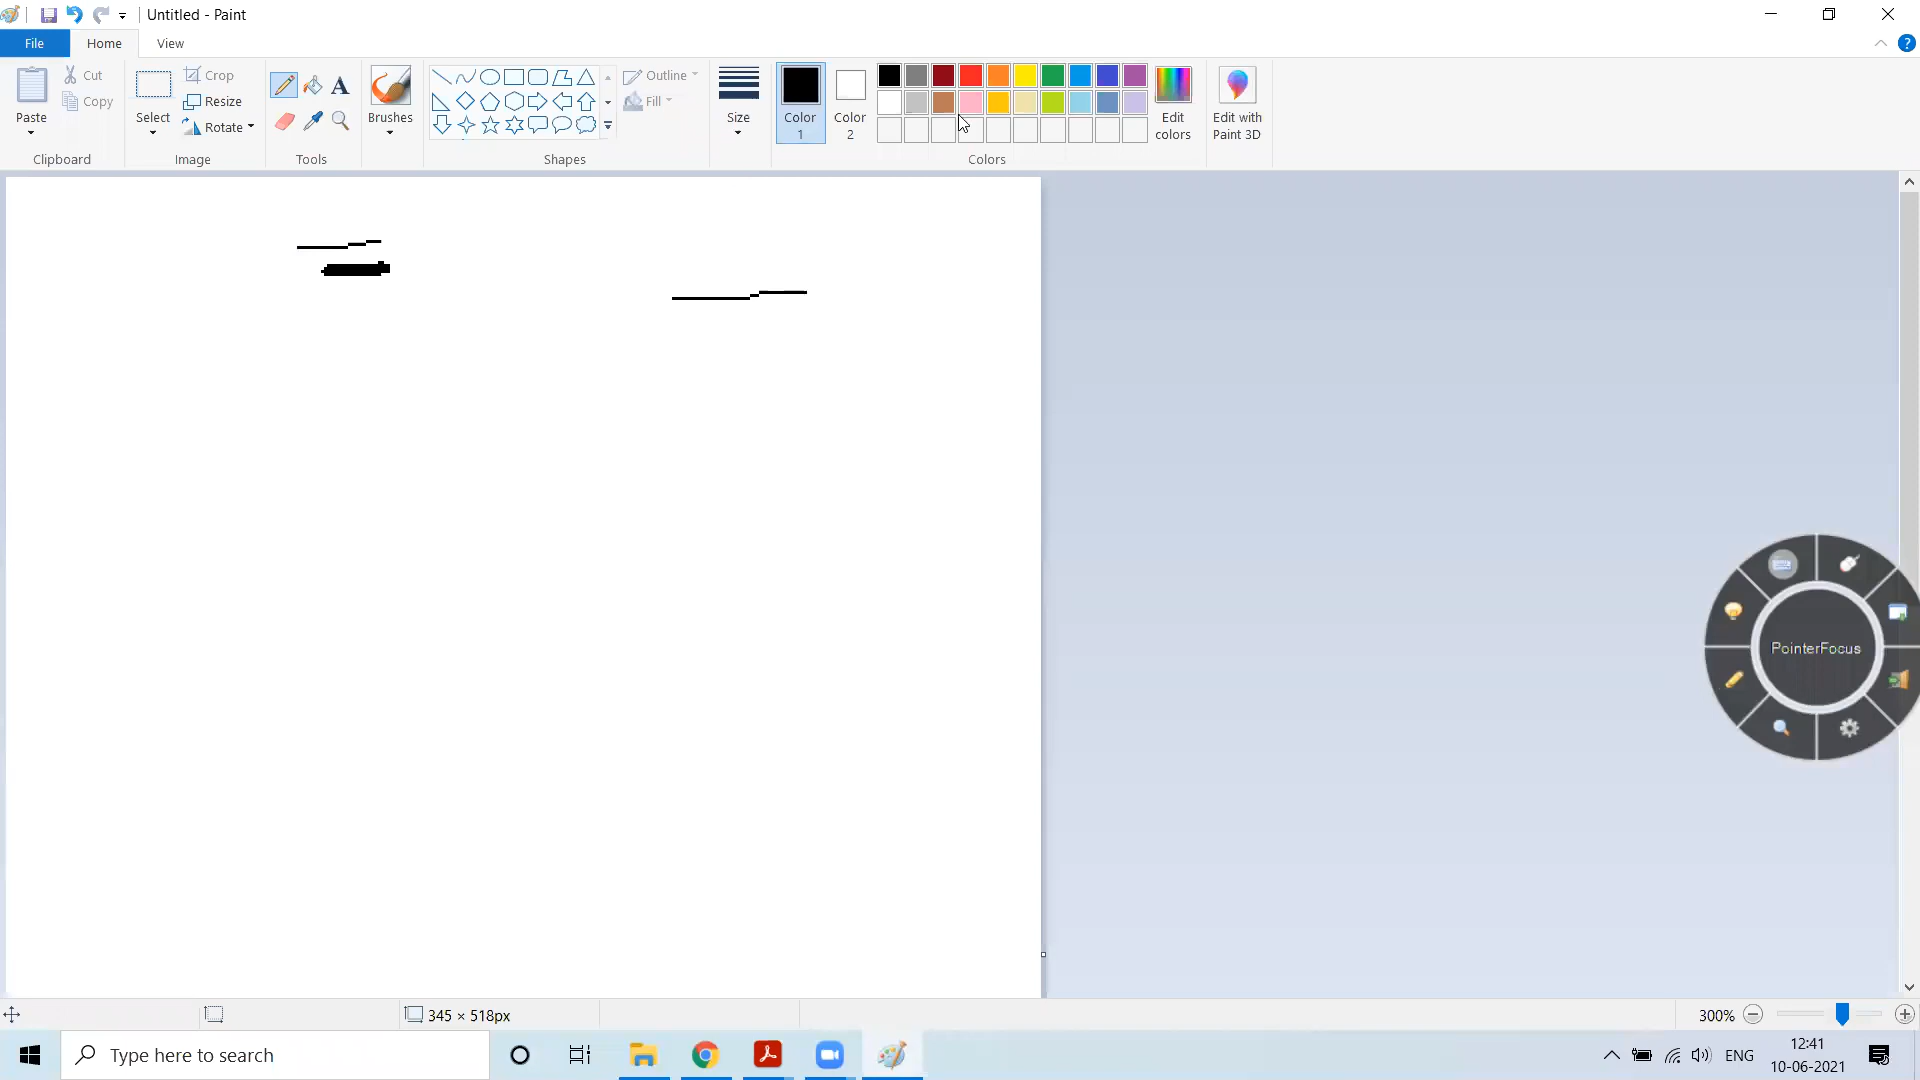 Untitled - Paint
File
Home
View
Paste
Clipboard
Cut
Copy
Select
Crop
Resize
Rotate
Image
A
Tools
Brushes
Shapes
Outline
Fill
Size
Color
1
Color
2
Colors
Edit
colors
Edit with
Paint 3D
?
PointerFocus
345 × 518px
300%
Type here to search
ENG
12:41
10-06-2021